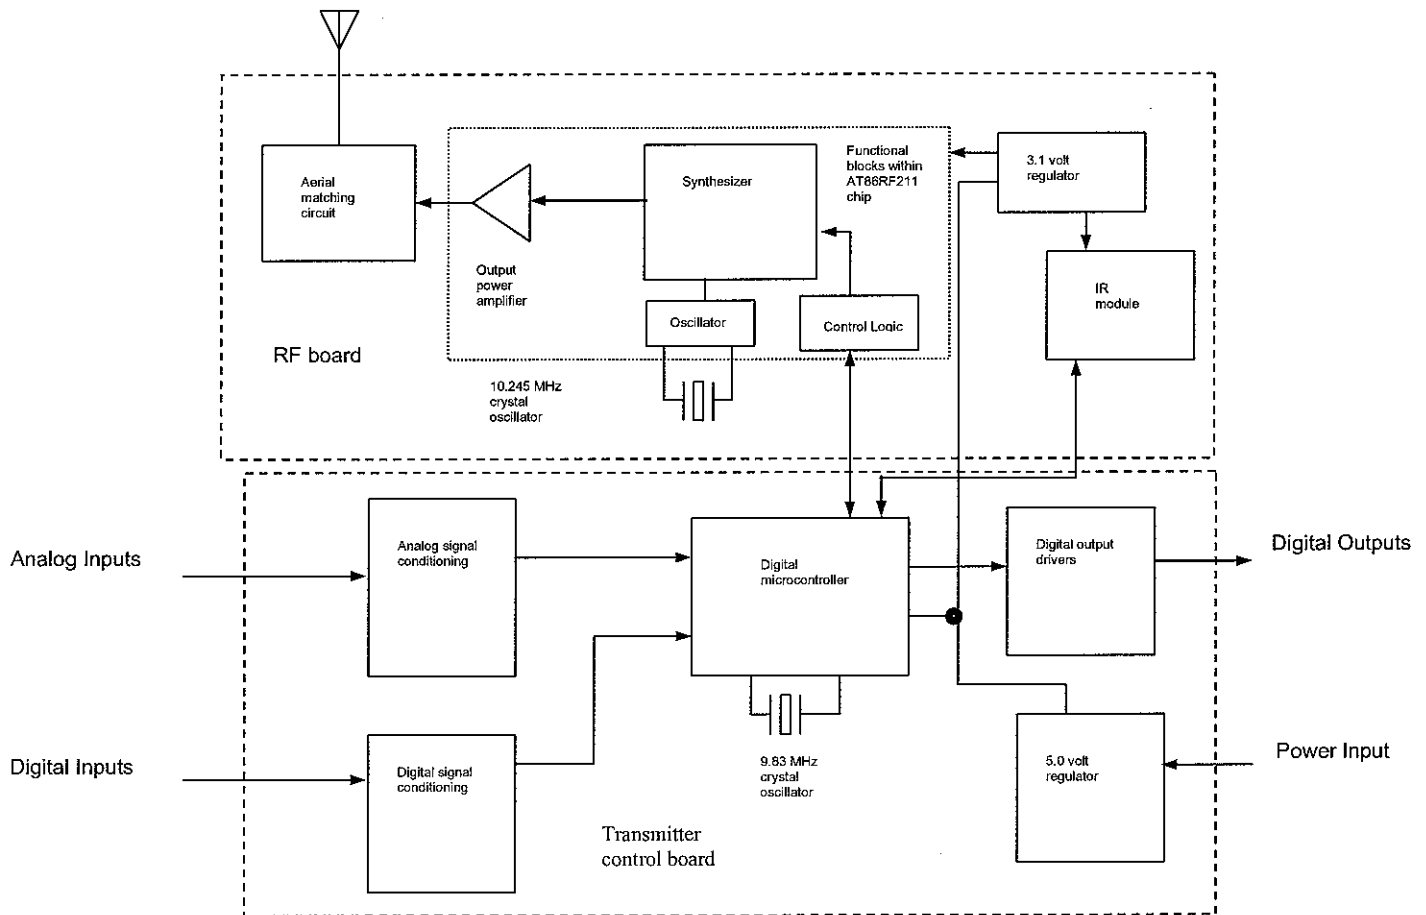 Aerial
matching
circuit
Synthesizer
Functional
blocks within
AT86RF211
chip
3.1 volt
regulator
Output
power
amplifier
IR
module
Oscillator
Control Logic
RF board
10.245 MHz
crystal
oscillator
Analog Inputs
Analog signal
conditioning
Digital
microcontroller
Digital output
drivers
Digital Outputs
Digital Inputs
Digital signal
conditioning
9.83 MHz
crystal
oscillator
5.0 volt
regulator
Power Input
Transmitter
control board